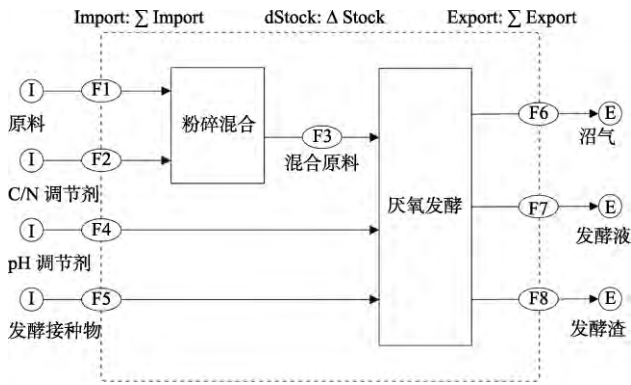 Import: ∑ Import
dStock: Δ Stock
Export: ∑ Export
I
F1
原料
粉碎混合
I
F2
C/N 调节剂
F3
混合原料
I
F4
pH 调节剂
I
F5
发酵接种物
厌氧发酵
F6
E
沼气
F7
E
发酵液
F8
E
发酵渣